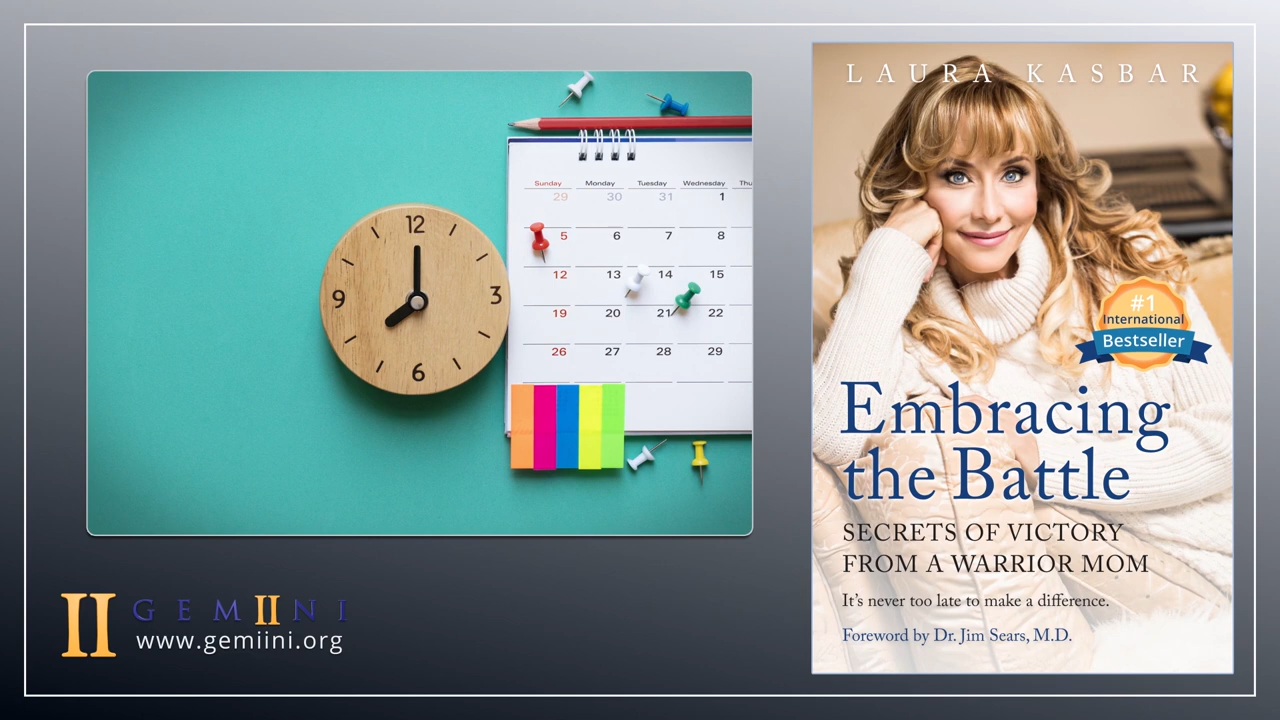 12
9
3
6
Sunday Monday Tuesday Wednesday Thu
29 30 31 1
5 6 7 8
12 13 14 15
19 20 21 22
26 27 28 29
LAURA KASBAR
#1
International
Bestseller
Embracing
the Battle
SECRETS OF VICTORY
FROM A WARRIOR MOM
It's never too late to make a difference.
Foreword by Dr. Jim Sears, M.D.
II GEMIINI
www.gemiini.org